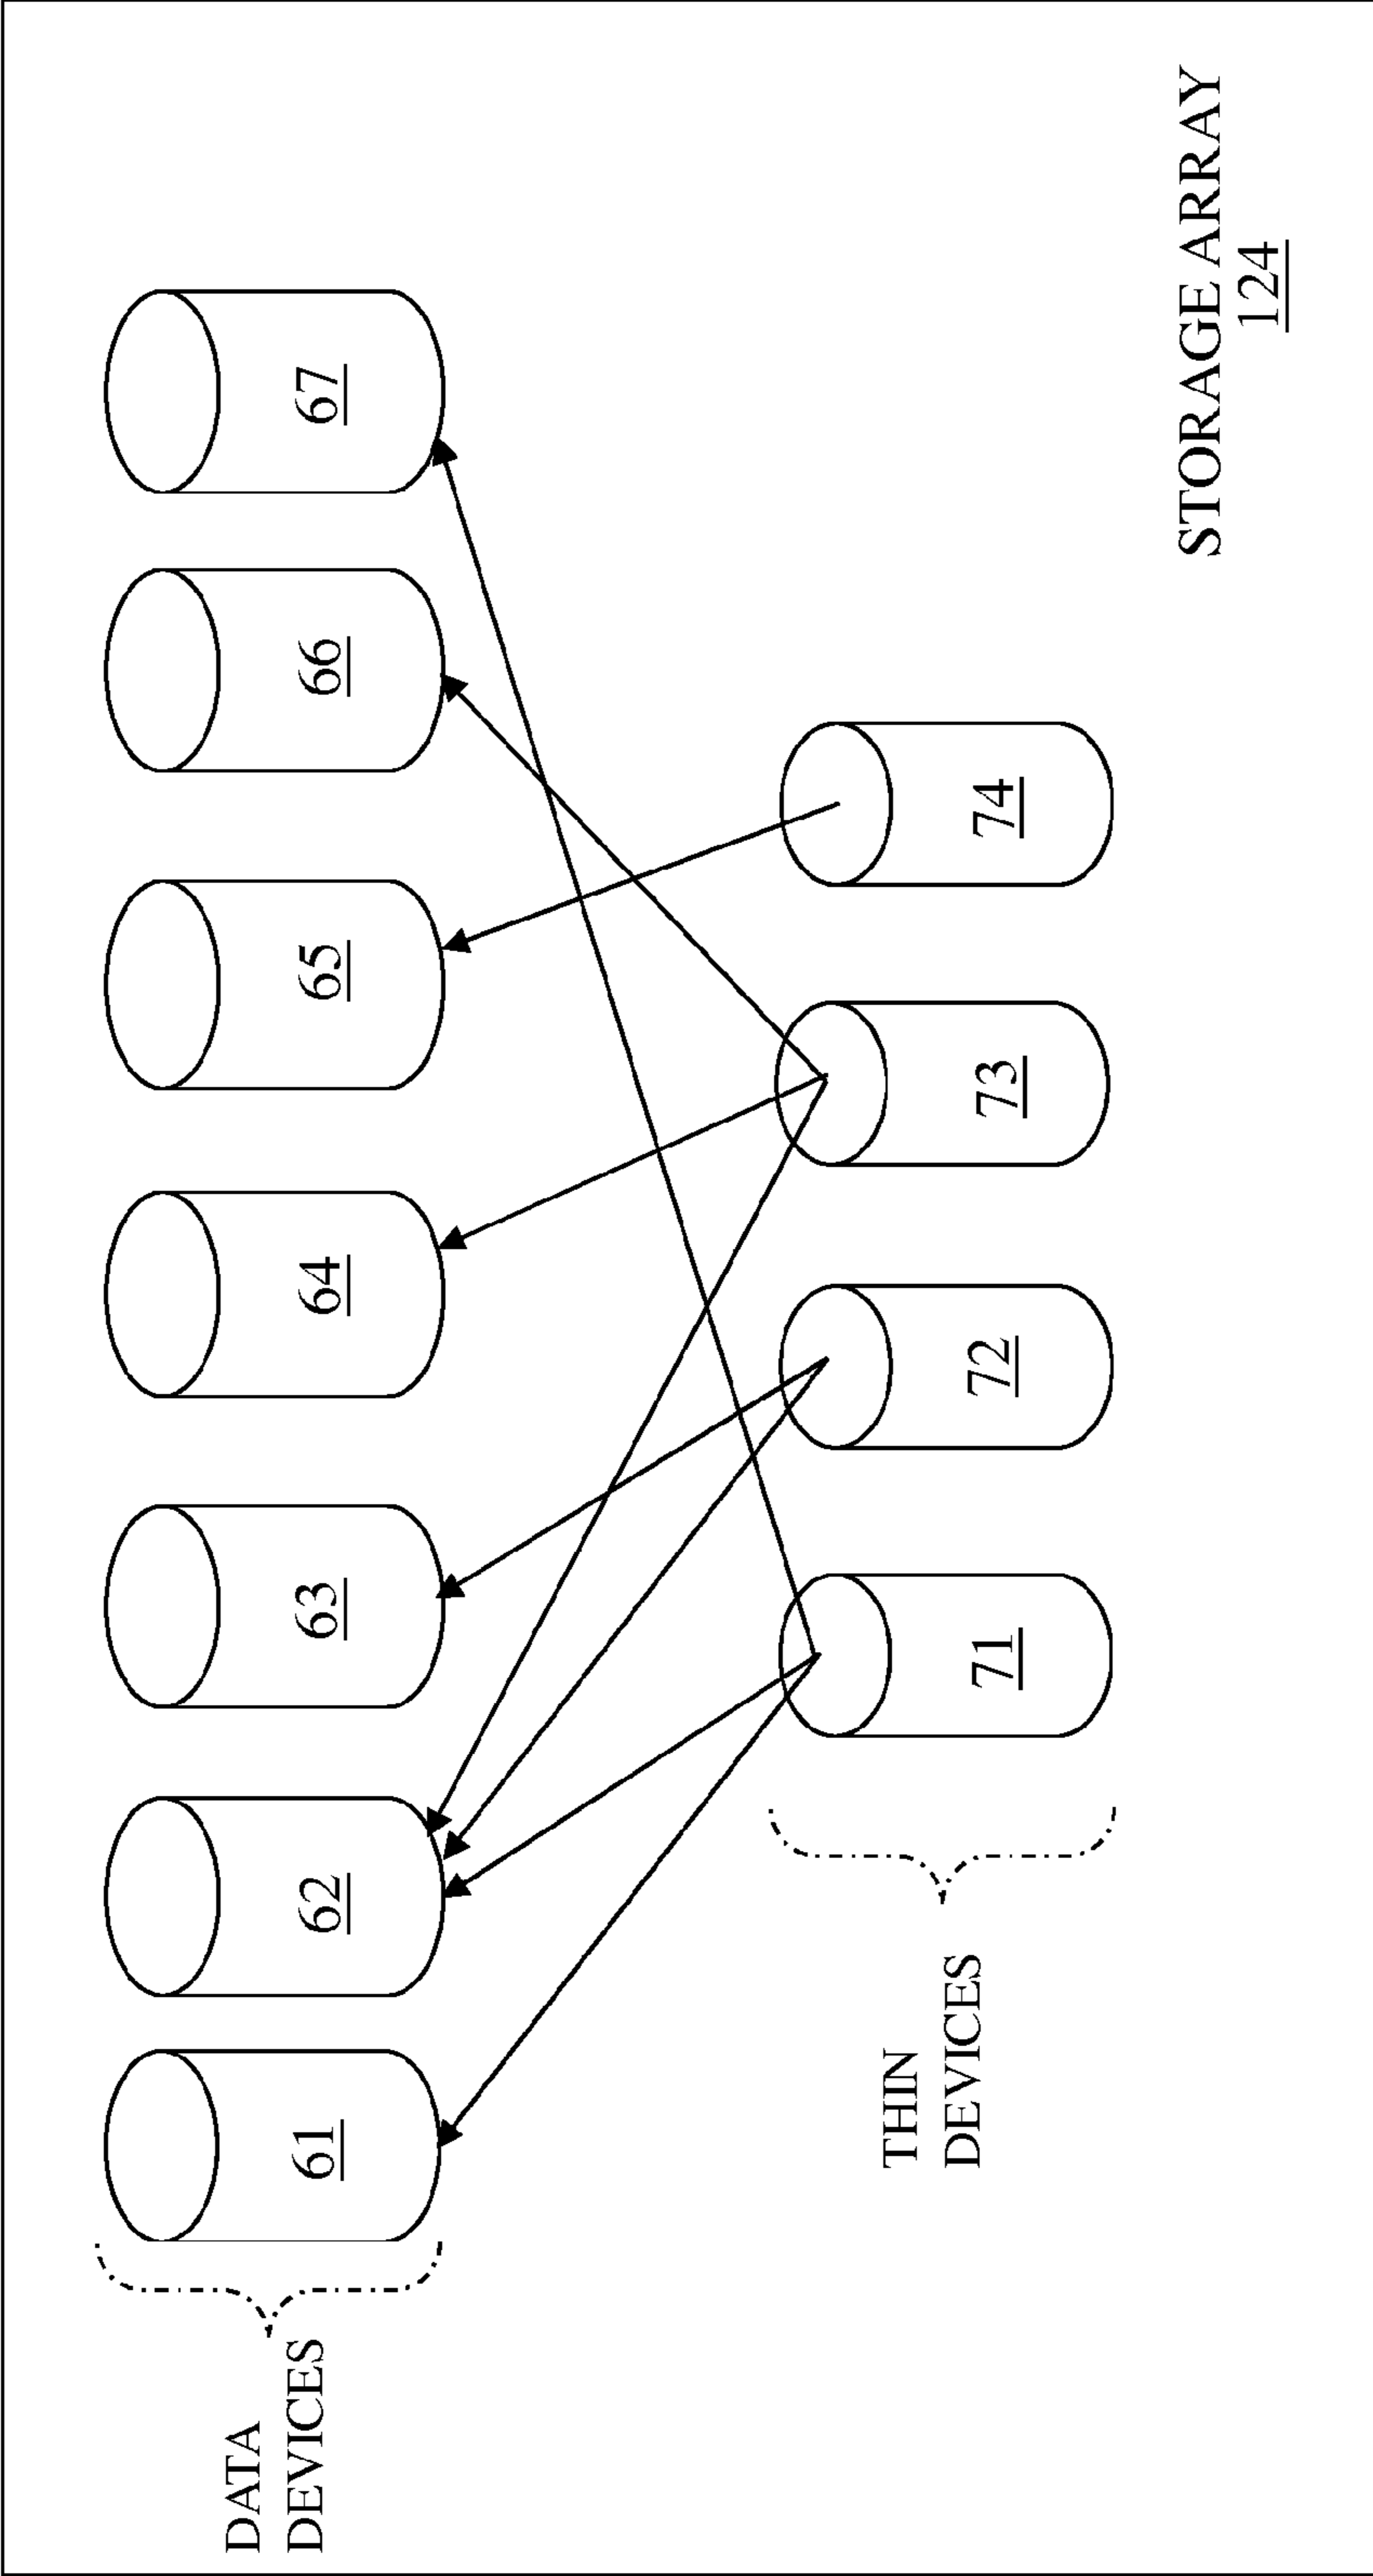 DATA
DEVICES
61
62
63
64
65
66
67
THIN
DEVICES
71
72
73
74
STORAGE ARRAY
124